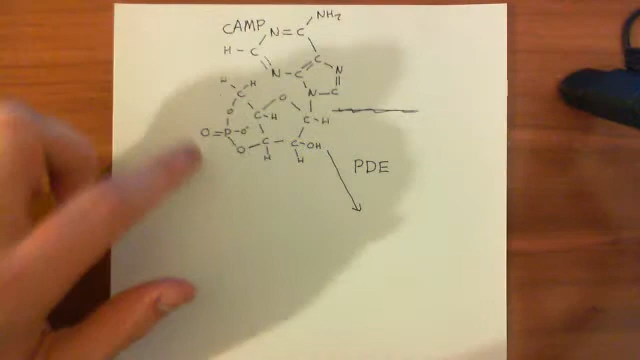 cAMP
NH₂
N=C
H-C
C
N
N-C
N-C
H
H
C
O
O
C-H
C-H
O=P-O⁻
O
C
C-OH
H
H
PDE